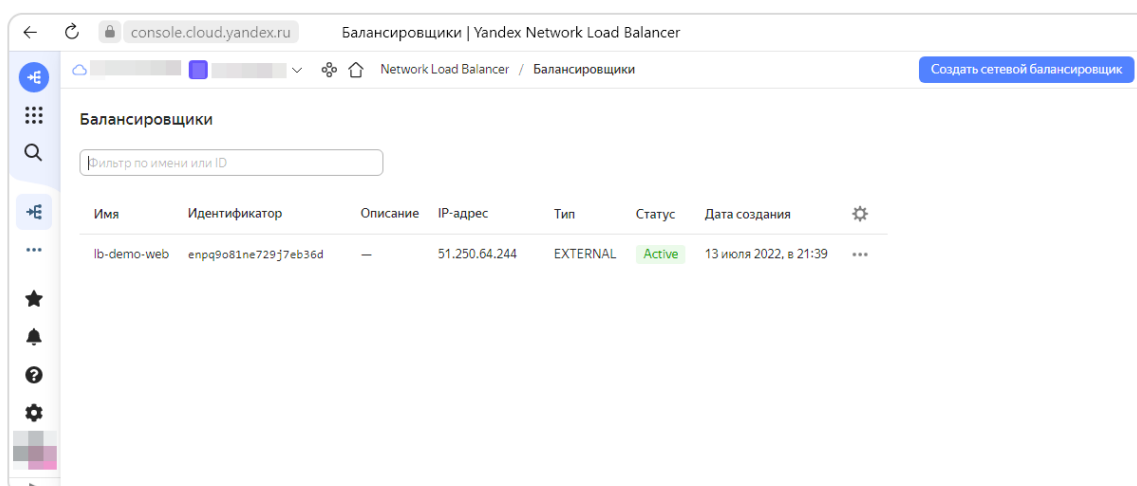 console.cloud.yandex.ru Балансировщики | Yandex Network Load Balancer
Network Load Balancer / Балансировщики Создать сетевой балансировщик
Балансировщики
Фильтр по имени или ID
Имя Идентификатор Описание IP-адрес Тип Статус Дата создания
lb-demo-web enpq9o81ne729j7eb36d — 51.250.64.244 EXTERNAL Active 13 июля 2022, в 21:39